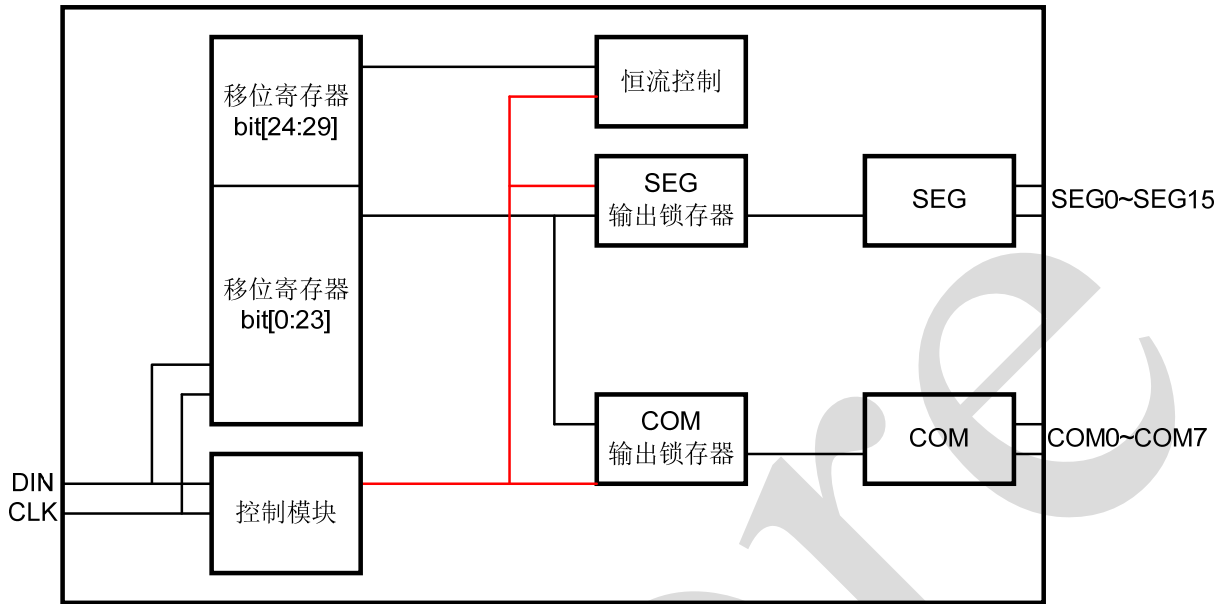 移位寄存器
bit[24:29]
恒流控制
SEG
输出锁存器
SEG
SEG0~SEG15
移位寄存器
bit[0:23]
COM
输出锁存器
COM
COM0~COM7
DIN
CLK
控制模块
re